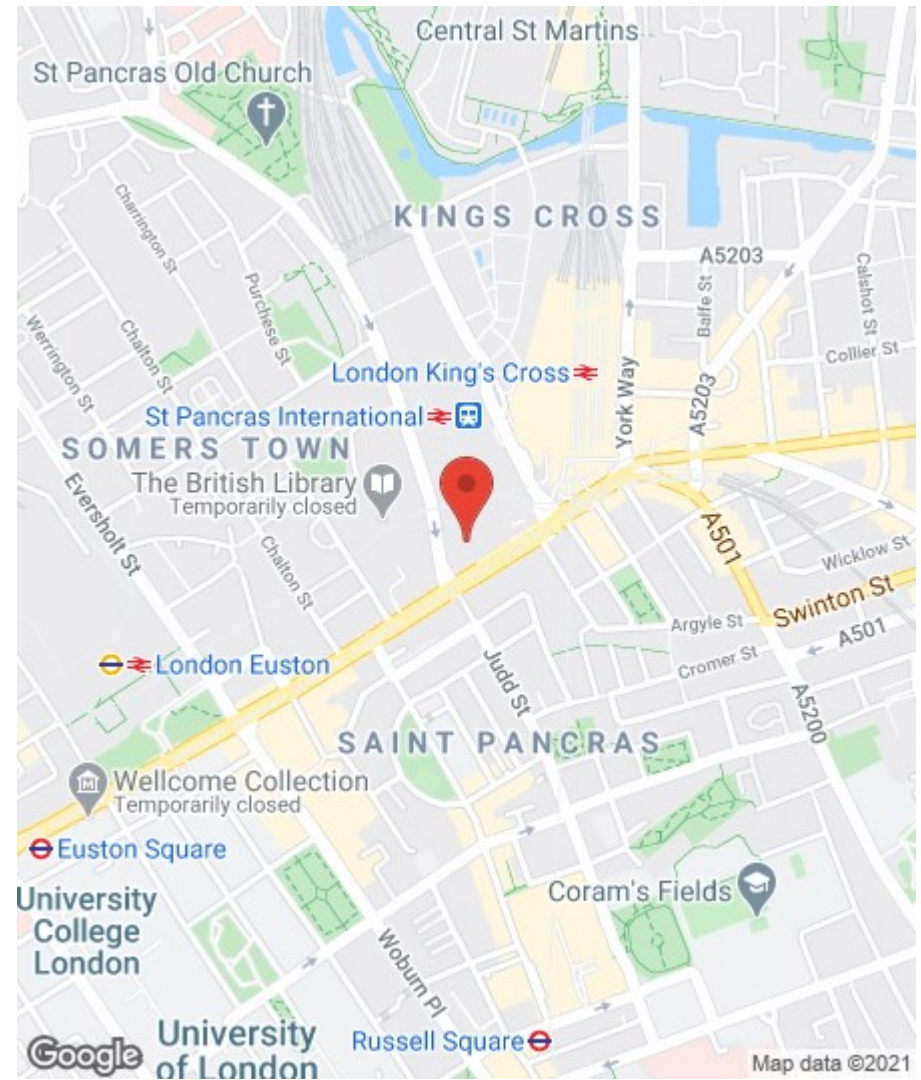 Central St Martins
St Pancras Old Church
KINGS CROSS
Charrington St
A5203
Purchese St
Balfe St
Calshot St
Werrington St
Chalton St
Collier St
London King's Cross
York Way
A5203
St Pancras International
SOMERS TOWN
The British Library
Temporarily closed
Eversholt St
A501
Wicklow St
Chalton St
Swinton St
Argyle St
A501
Cromer St
London Euston
Judd St
A5200
SAINT PANCRAS
Wellcome Collection
Temporarily closed
Euston Square
Coram's Fields
University
College
London
Woburn Pl
University
of London
Russell Square
Google
Map data ©2021